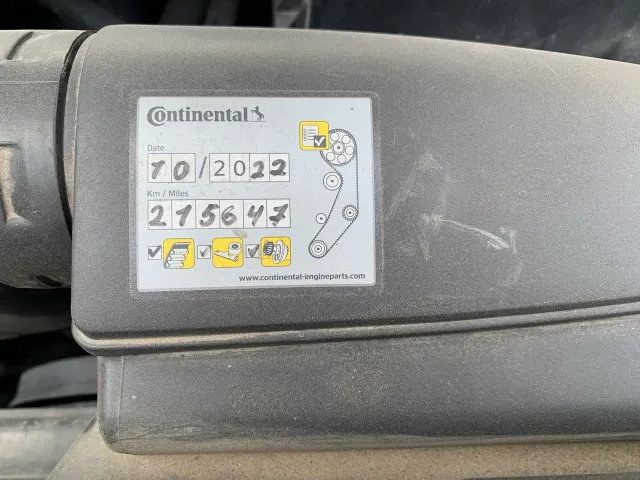 Continental
Date
10/2022
Km / Miles
215647
www.continental-engineparts.com